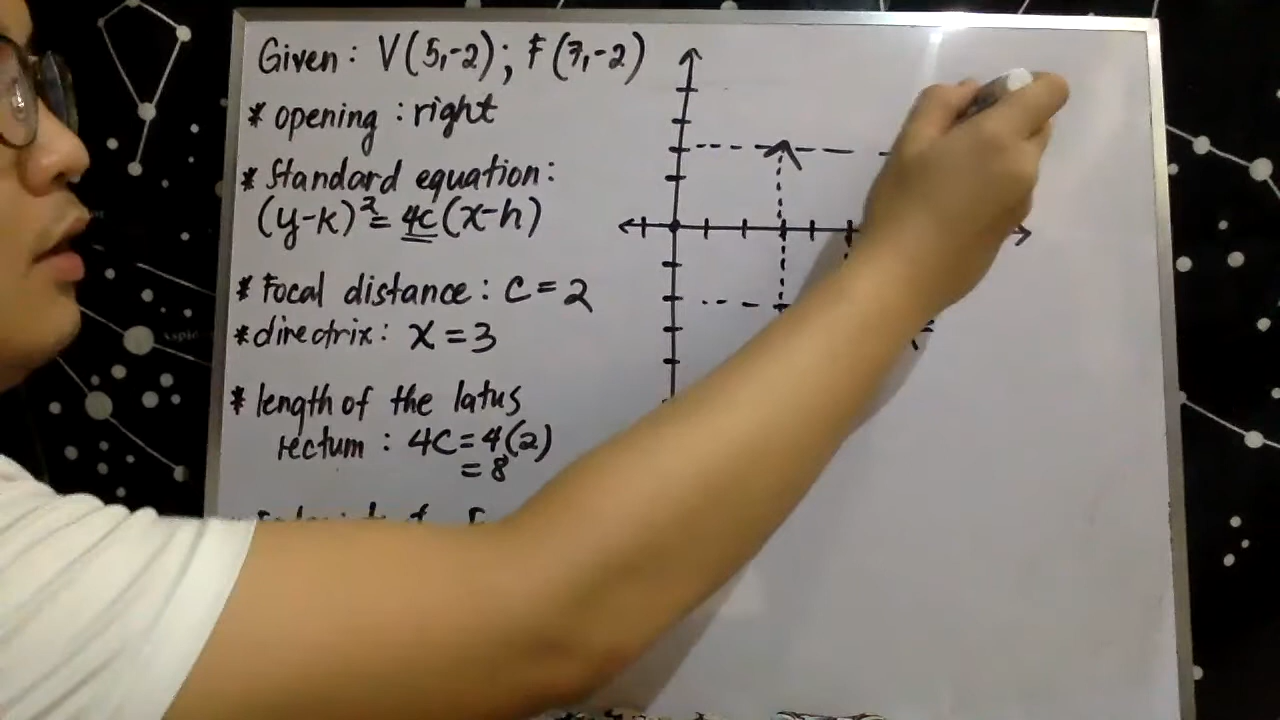 Given: V(5,-2); F(7,-2)
* opening : right
* Standard equation:
(y-k)²=4c(x-h)
* Focal distance: c=2
*directrix: x=3
* length of the latus
rectum : 4c=4(2)
=8